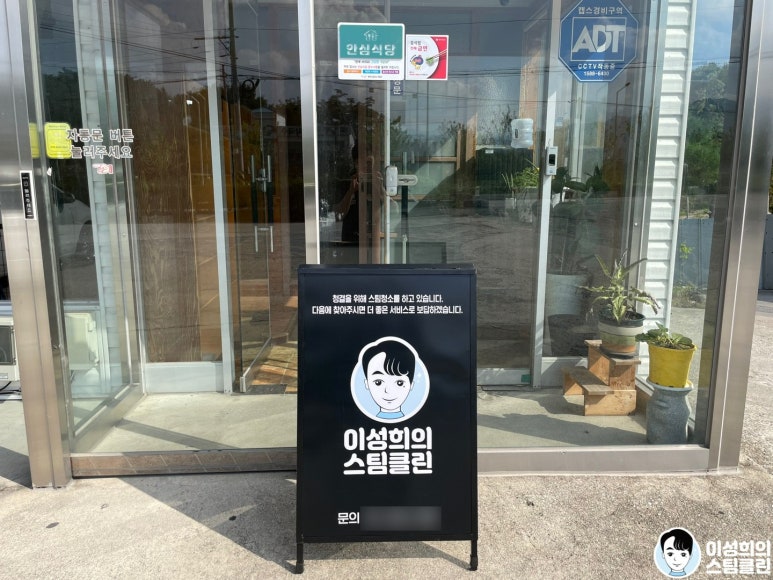 캡스경비구역
ADT
CCTV작동중
1588-6400
안심식당
자동문 버튼
눌러주세요
청결을 위해 스팀청소를 하고 있습니다.
다음에 찾아주시면 더 좋은 서비스로 보답하겠습니다.
이성희의
스팀클린
문의
이성희의
스팀클린